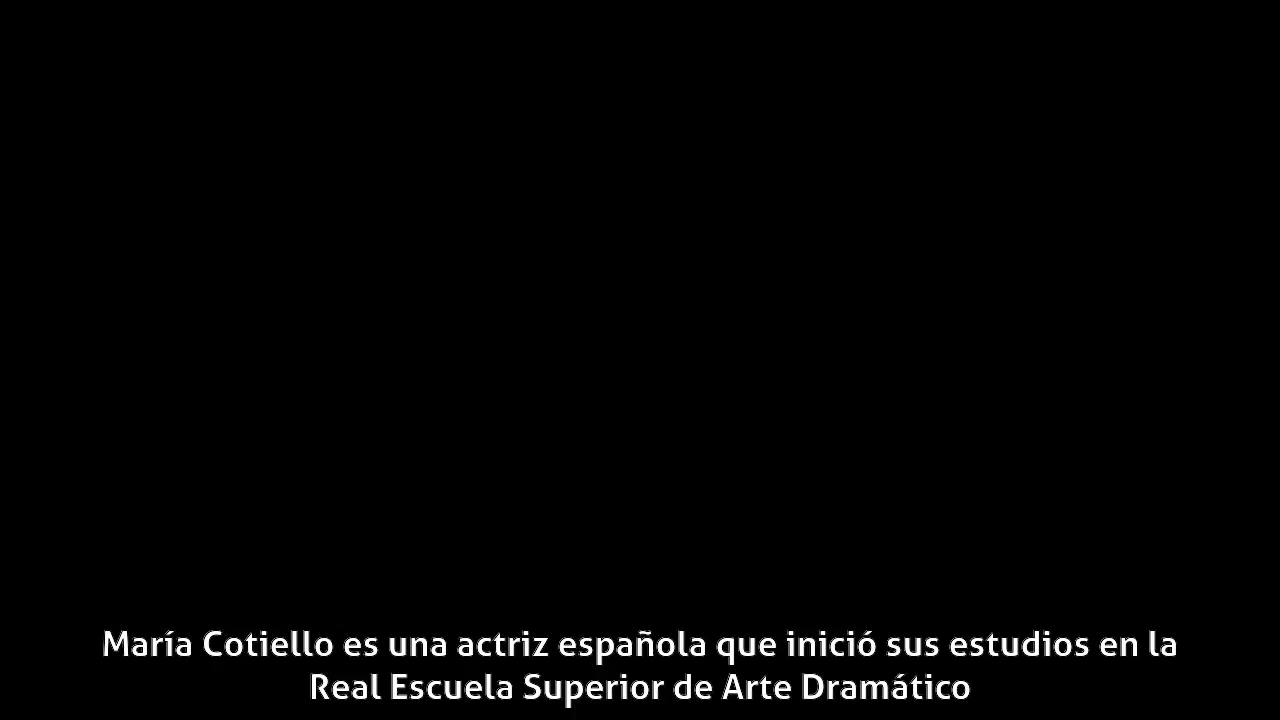 María Cotiello es una actriz española que inició sus estudios en la
Real Escuela Superior de Arte Dramático